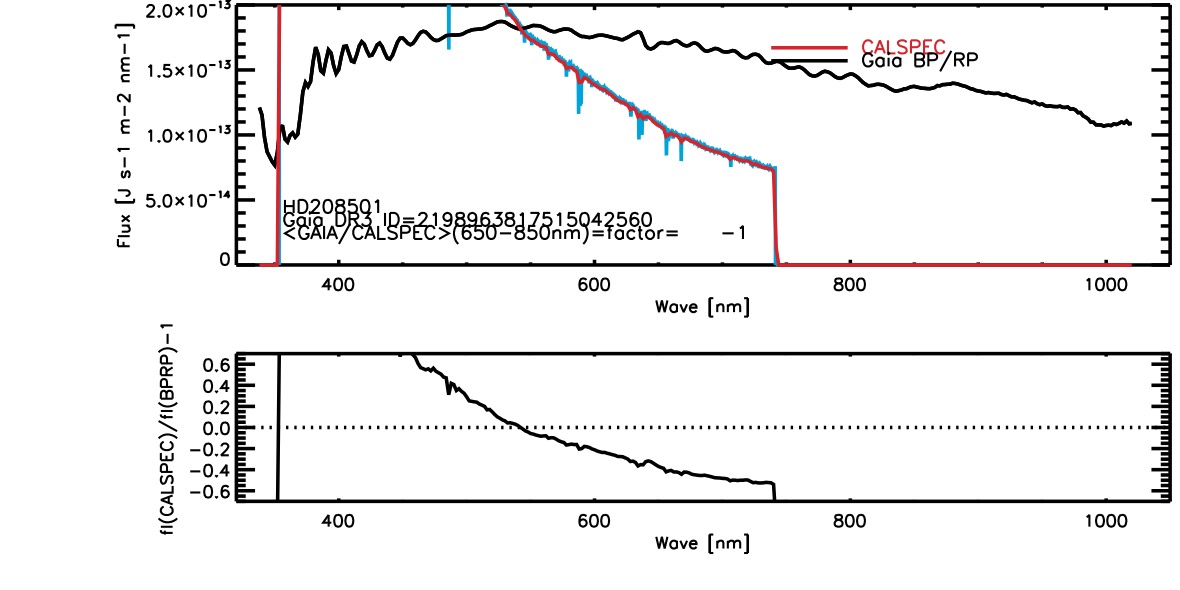 2.0×10−13
1.5×10−13
1.0×10−13
5.0×10−14
0
Flux [J s−1 m−2 nm−1]
CALSPEC
Gaia BP/RP
HD208501
Gaia DR3 ID=2198963817515042560
<GAIA/CALSPEC>(650−850nm)=factor= −1
400 600 800 1000
Wave [nm]
fl(CALSPEC)/fl(BPRP)−1
0.6
0.4
0.2
0.0
−0.2
−0.4
−0.6
400 600 800 1000
Wave [nm]